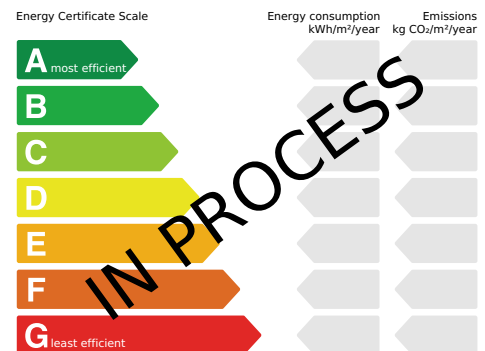 Energy Certificate Scale
Energy consumption
kWh/m²/year
Emissions
kg CO₂/m²/year
A most efficient
B
C
D
E
F
G least efficient
IN PROCESS